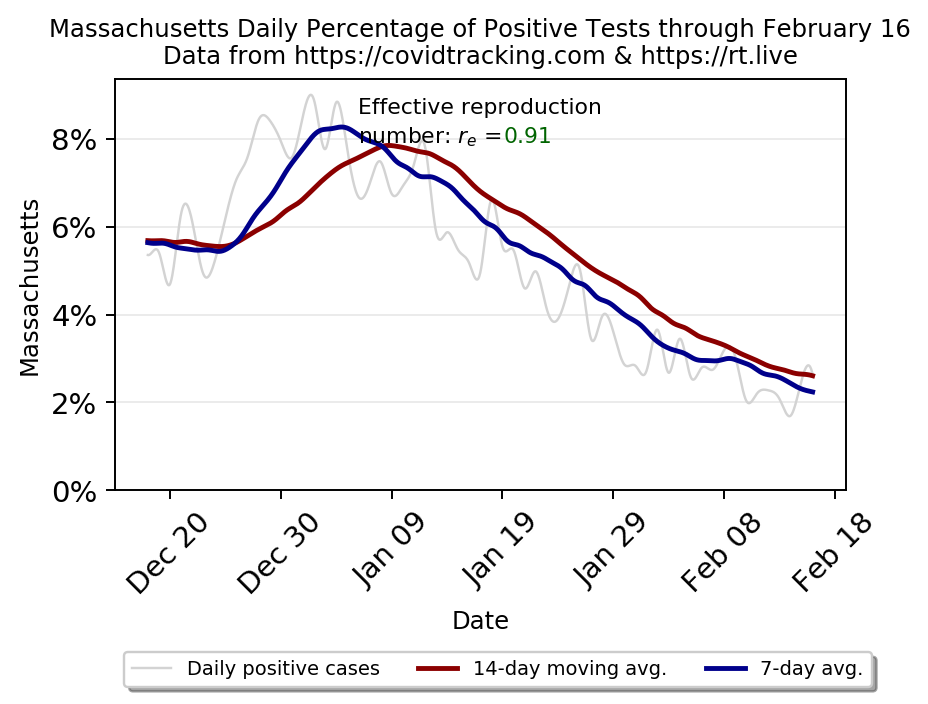 Massachusetts Daily Percentage of Positive Tests through February 16
Data from https://covidtracking.com & https://rt.live
Effective reproduction
number: rₑ =0.91
8%
6%
4%
2%
0%
Massachusetts
Dec 20
Dec 30
Jan 09
Jan 19
Jan 29
Feb 08
Feb 18
Date
Daily positive cases
14-day moving avg.
7-day avg.